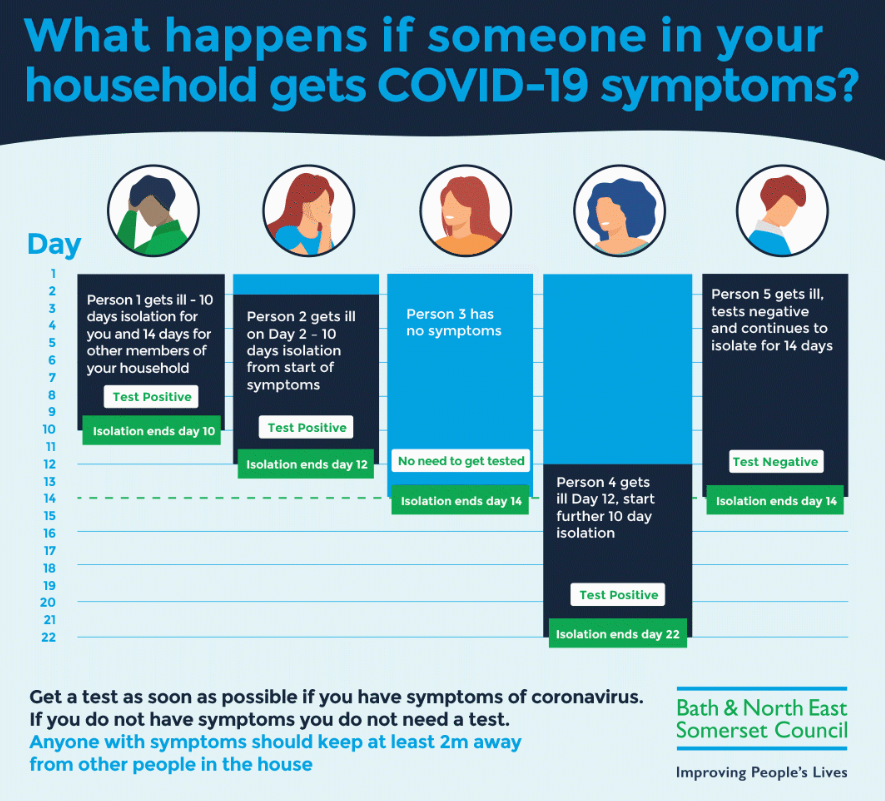 What happens if someone in your
household gets COVID-19 symptoms?
Day
1
2
3
4
5
6
7
8
9
10
11
12
13
14
15
16
17
18
19
20
21
22
Person 1 gets ill - 10
days isolation for
you and 14 days for
other members of
your household
Test Positive
Isolation ends day 10
Person 2 gets ill
on Day 2 – 10
days isolation
from start of
symptoms
Test Positive
Isolation ends day 12
Person 3 has
no symptoms
No need to get tested
Isolation ends day 14
Person 4 gets
ill Day 12, start
further 10 day
isolation
Test Positive
Isolation ends day 22
Person 5 gets ill,
tests negative
and continues to
isolate for 14 days
Test Negative
Isolation ends day 14
Get a test as soon as possible if you have symptoms of coronavirus.
If you do not have symptoms you do not need a test.
Anyone with symptoms should keep at least 2m away
from other people in the house
Bath & North East
Somerset Council
Improving People's Lives